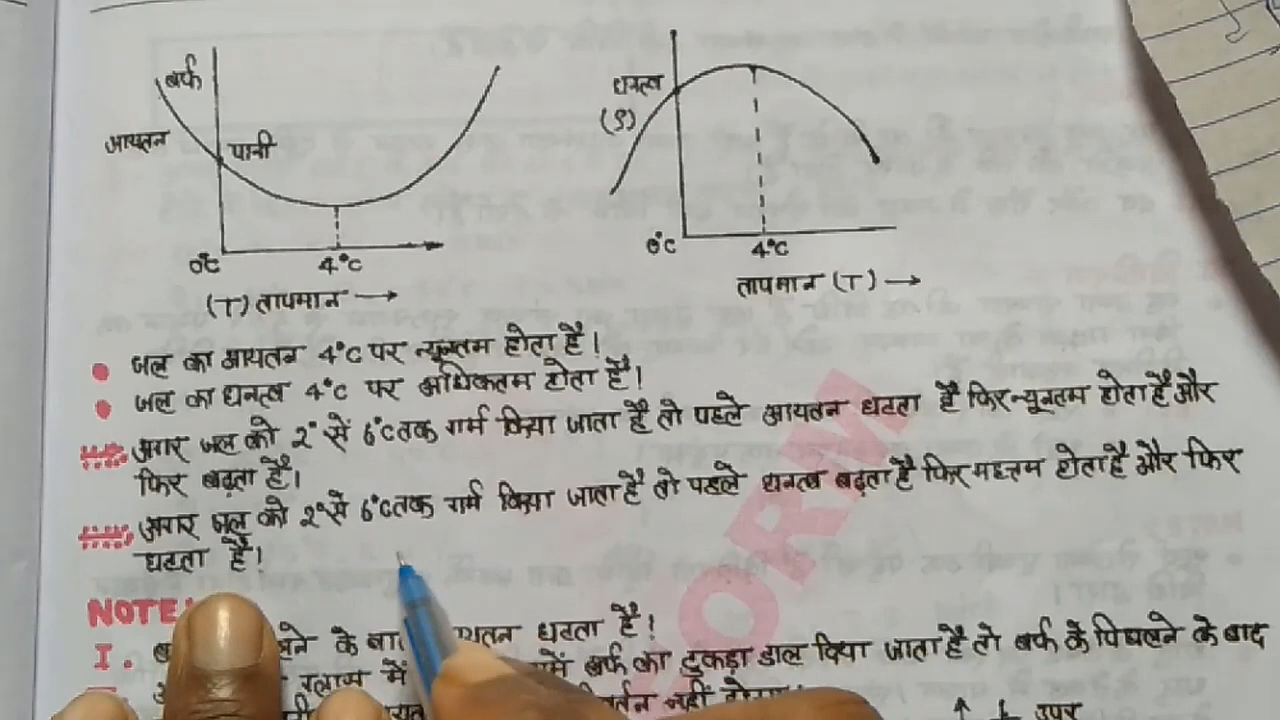 बर्फ
आयतन
पानी
0°C
4°C
(T) तापमान →
घनत्व
(ρ)
0°C
4°C
तापमान (T) →
जल का आयतन 4°C पर न्यूनतम होता है।
जल का घनत्व 4°C पर अधिकतम होता है।
अगर जल को 2° से 6°C तक गर्म किया जाता है तो पहले आयतन घटता है फिर न्यूनतम होता है और
फिर बढ़ता है।
अगर जल को 2° से 6°C तक गर्म किया जाता है तो पहले घनत्व बढ़ता है फिर महत्तम होता है और फिर
घटता है।
NOTE:
I. के बाद घटता है।
में बर्फ का टुकड़ा डाल दिया जाता है तो बर्फ के पिघलने के बाद
नहीं
उपर
FORM